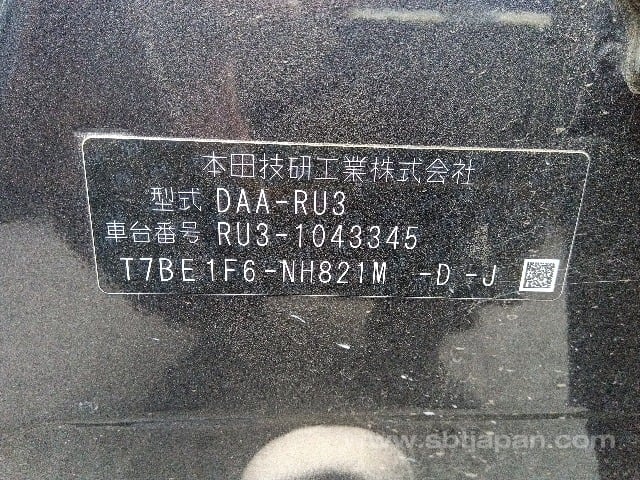 本田技研工業株式会社
型式 DAA-RU3
車台番号 RU3-1043345
T7BE1F6-NH821M -D -J
www.sbtjapan.com